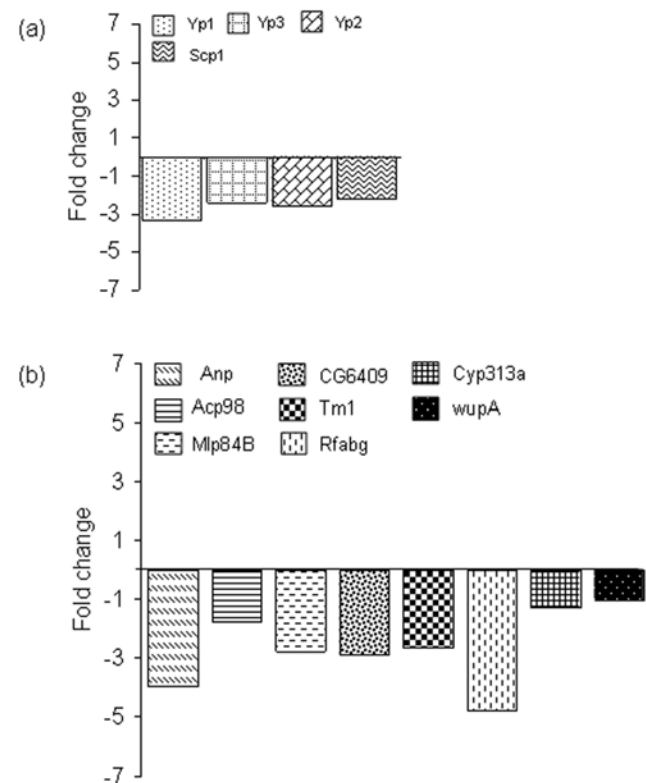 (a)
7
5
3
1
-1
-3
-5
-7
Fold change
Yp1 Yp3 Yp2
Scp1
(b)
7
5
3
1
-1
-3
-5
-7
Fold change
Anp CG6409 Cyp313a
Acp98 Tm1 wupA
Mlp84B Rfabg